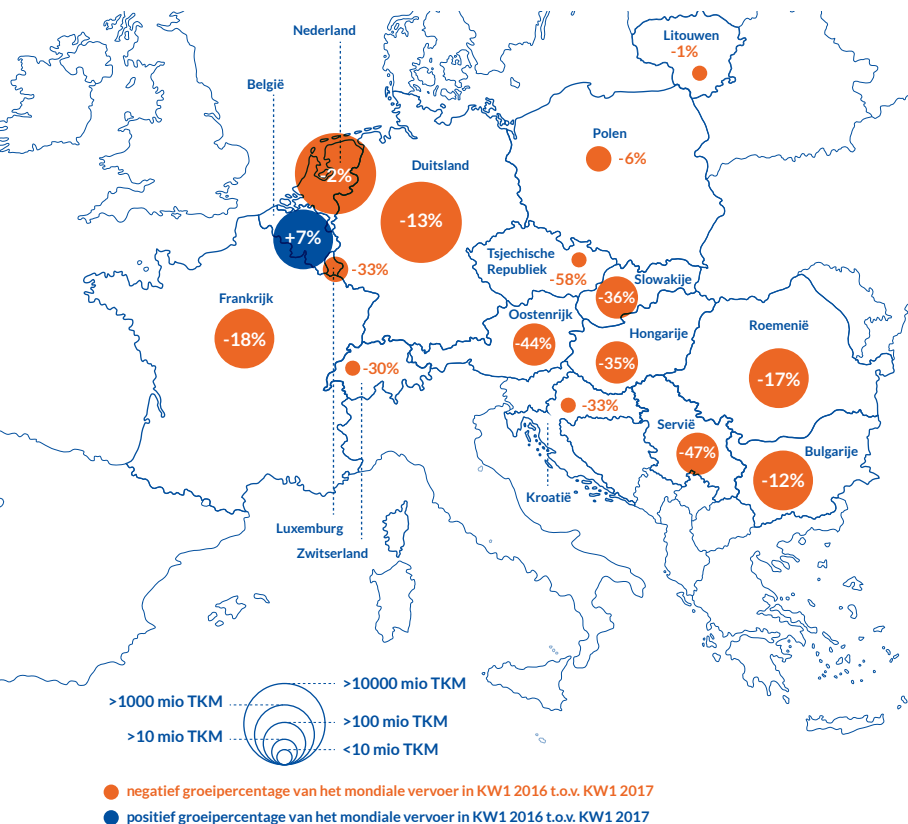 Nederland
Litouwen
-1%
België
Polen
-6%
Duitsland
-2%
-13%
+7%
Tsjechische
Republiek
-58%
-33%
Slowakije
-36%
Frankrijk
-18%
Oostenrijk
-44%
Hongarije
-35%
Roemenië
-17%
-30%
-33%
Servië
-47%
Bulgarije
-12%
Kroatië
Luxemburg
Zwitserland
>10000 mio TKM
>1000 mio TKM
>100 mio TKM
>10 mio TKM
<10 mio TKM
negatief groeipercentage van het mondiale vervoer in KW1 2016 t.o.v. KW1 2017
positief groeipercentage van het mondiale vervoer in KW1 2016 t.o.v. KW1 2017